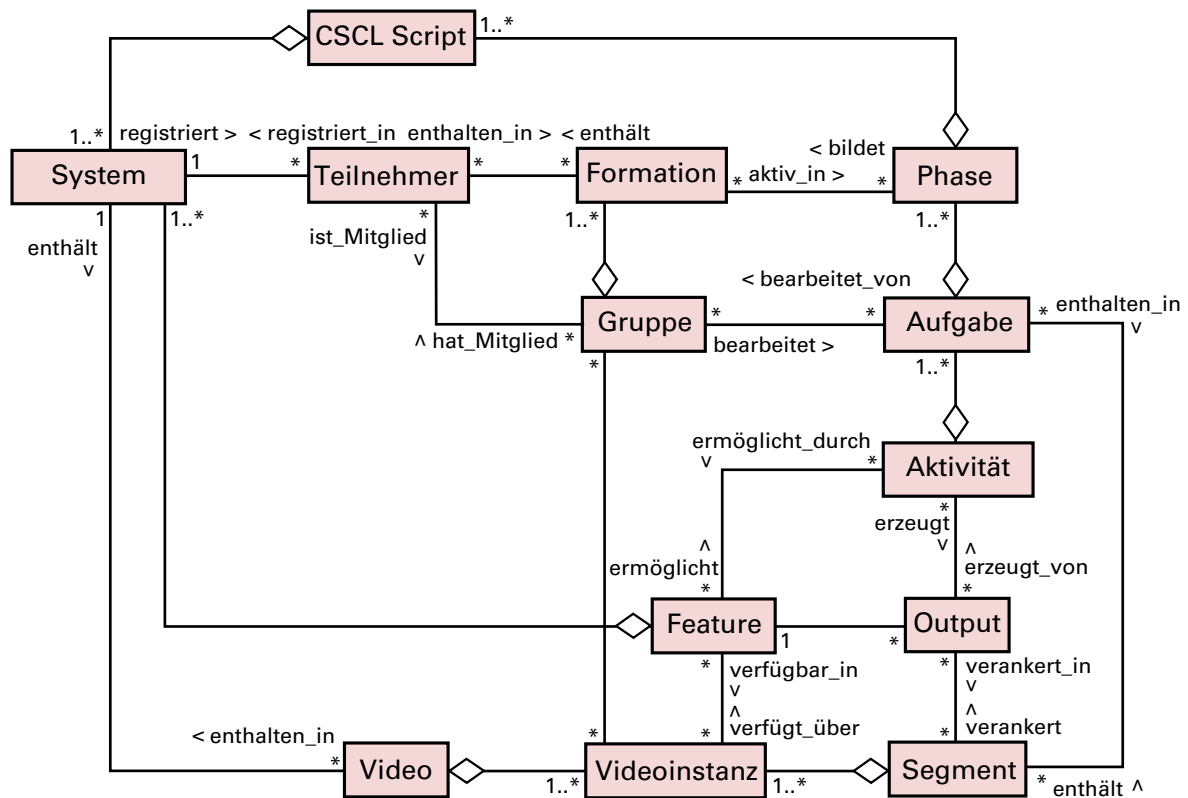 CSCL Script
1..*
1..*
registriert > < registriert_in enthalten_in > < enthält
< bildet
System
1
*
Teilnehmer
*
*
Formation
*
aktiv_in >
*
Phase
1
1..*
*
1..*
1..*
enthält
v
ist_Mitglied
v
< bearbeitet_von
Gruppe
*
*
Aufgabe
*
enthalten_in
v
^ hat_Mitglied *
bearbeitet >
*
1..*
ermöglicht_durch
v
*
Aktivität
*
erzeugt
v
^
ermöglicht
*
^
erzeugt_von
*
Feature
1
*
Output
*
verfügbar_in
v
*
verankert_in
v
^
verfügt_über
^
verankert
< enthalten_in
*
*
*
*
Video
1..*
Videoinstanz
1..*
Segment
*
enthält ^